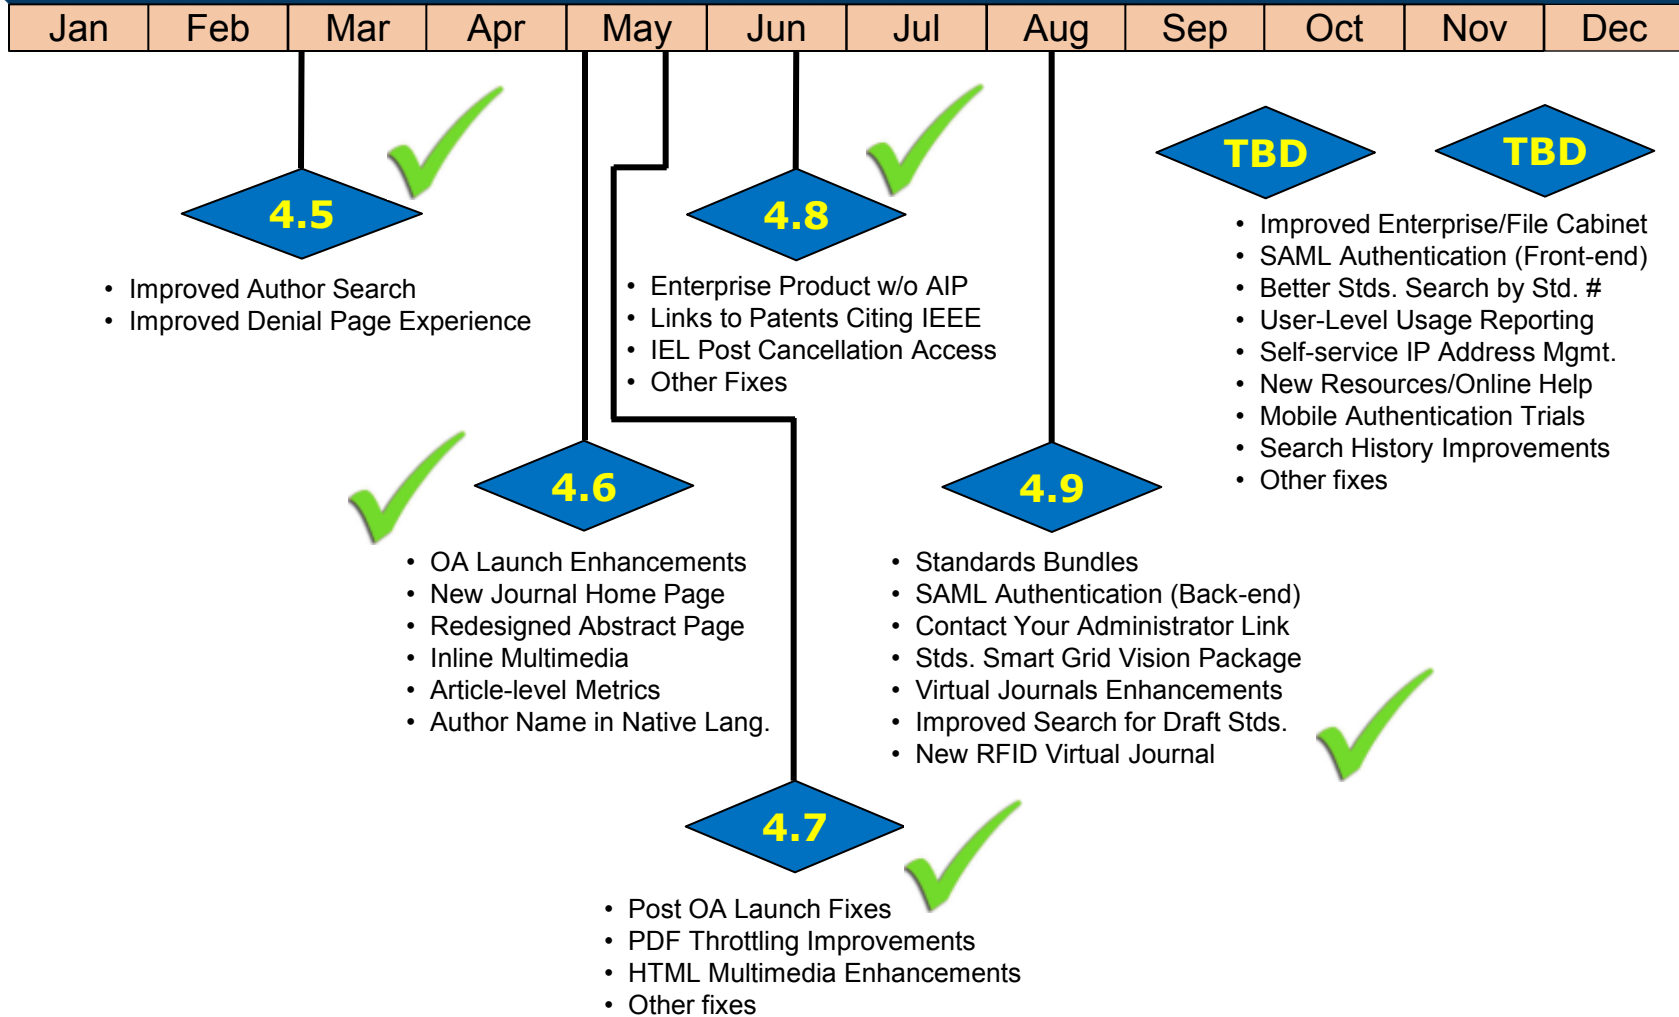 Jan Feb Mar Apr May Jun Jul Aug Sep Oct Nov Dec
4.5
• Improved Author Search
• Improved Denial Page Experience
4.8
• Enterprise Product w/o AIP
• Links to Patents Citing IEEE
• IEL Post Cancellation Access
• Other Fixes
TBD
TBD
• Improved Enterprise/File Cabinet
• SAML Authentication (Front-end)
• Better Stds. Search by Std. #
• User-Level Usage Reporting
• Self-service IP Address Mgmt.
• New Resources/Online Help
• Mobile Authentication Trials
• Search History Improvements
• Other fixes
4.6
• OA Launch Enhancements
• New Journal Home Page
• Redesigned Abstract Page
• Inline Multimedia
• Article-level Metrics
• Author Name in Native Lang.
4.9
• Standards Bundles
• SAML Authentication (Back-end)
• Contact Your Administrator Link
• Stds. Smart Grid Vision Package
• Virtual Journals Enhancements
• Improved Search for Draft Stds.
• New RFID Virtual Journal
4.7
• Post OA Launch Fixes
• PDF Throttling Improvements
• HTML Multimedia Enhancements
• Other fixes